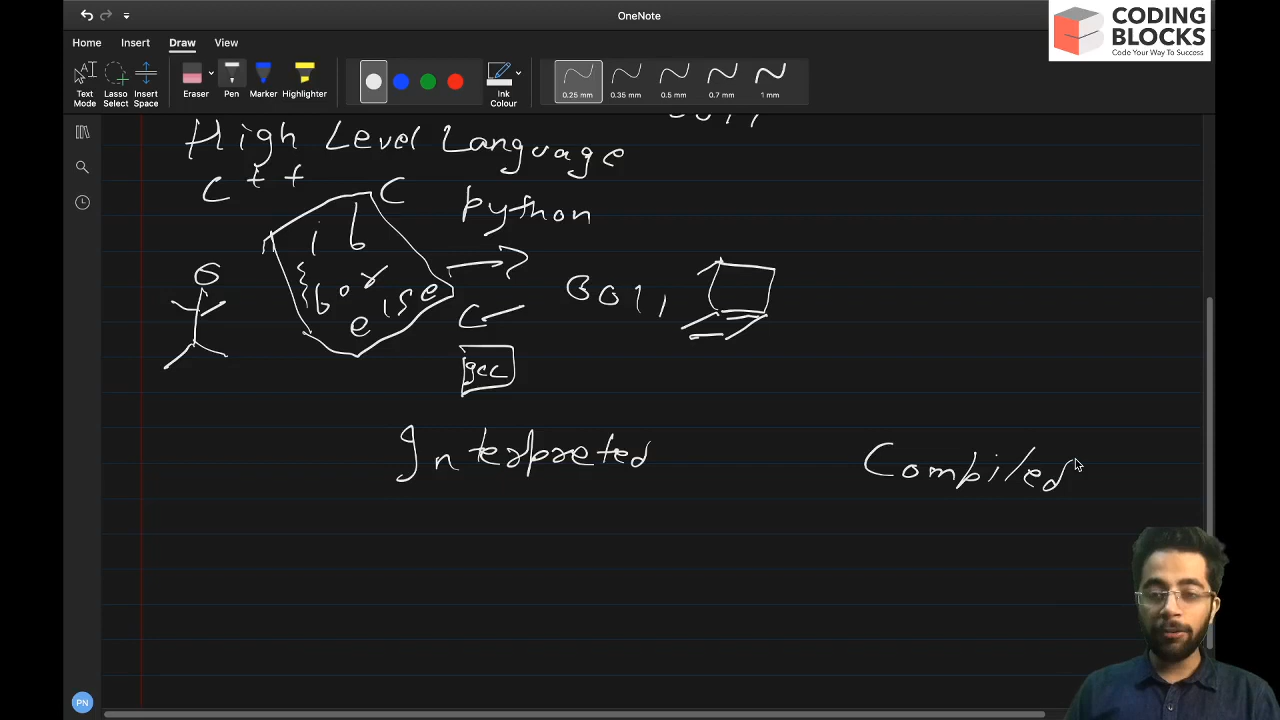 OneNote
CODING
BLOCKS
Code Your Way To Success
Home Insert Draw View
Text Mode
Lasso Select
Insert Space
Eraser
Pen
Marker
Highlighter
Ink Colour
0.25 mm
0.35 mm
0.5 mm
0.7 mm
1 mm
High Level Language
C++ C
python
if
for
else
gcc
Interpreted
Compiled
PN